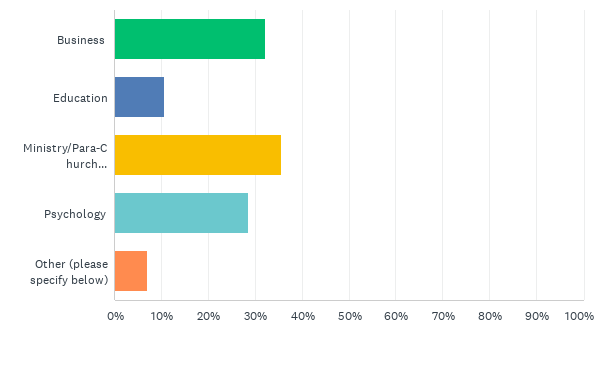 Business
Education
Ministry/Para-C
hurch...
Psychology
Other (please
specify below)
0% 10% 20% 30% 40% 50% 60% 70% 80% 90% 100%